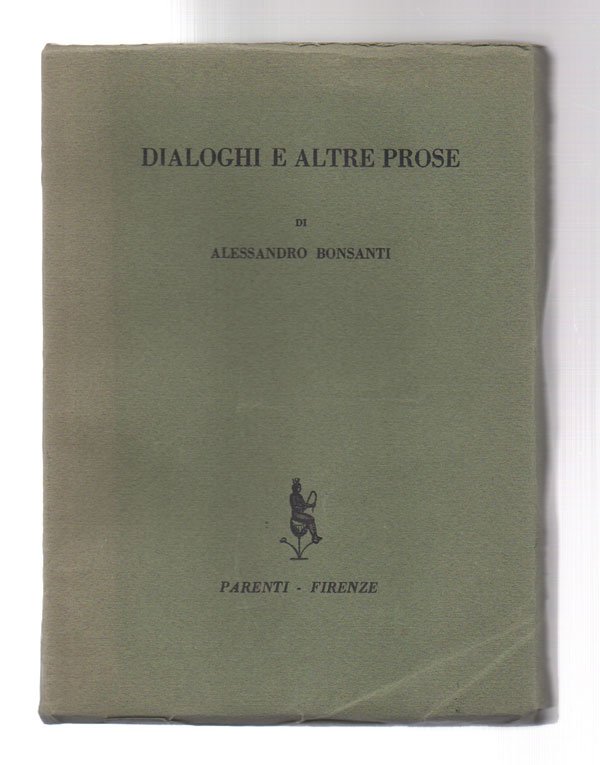 DIALOGHI E ALTRE PROSE
DI
ALESSANDRO BONSANTI
PARENTI - FIRENZE